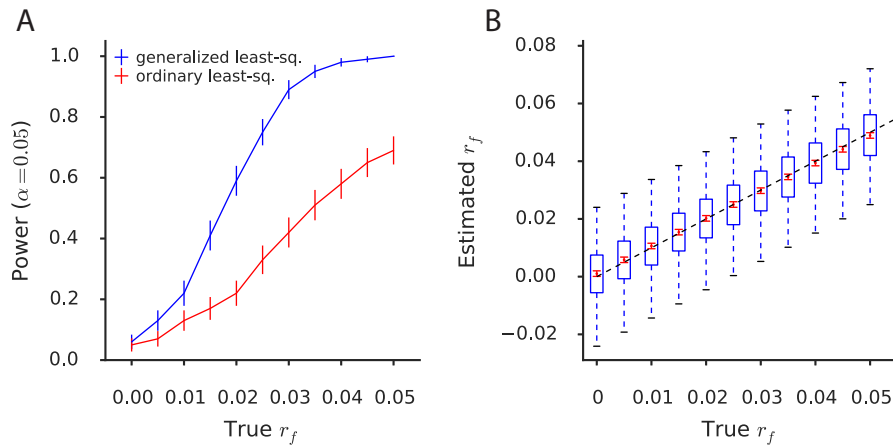 A
Power (α=0.05)
1.0
0.8
0.6
0.4
0.2
0.0
generalized least-sq.
ordinary least-sq.
0.00 0.01 0.02 0.03 0.04 0.05
True r_f
B
Estimated r_f
0.08
0.06
0.04
0.02
0.00
−0.02
0 0.01 0.02 0.03 0.04 0.05
True r_f